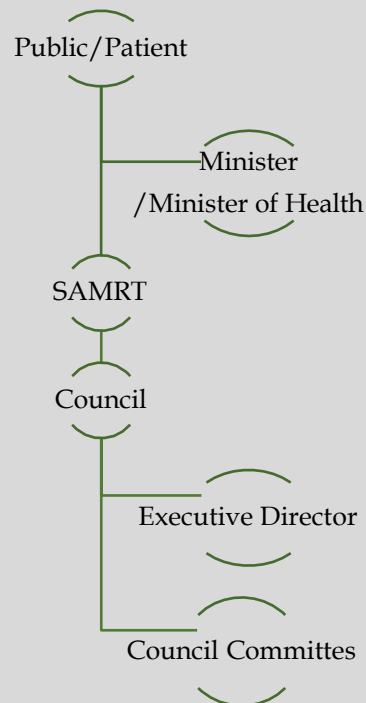 Public/Patient
Minister
/Minister of Health
SAMRT
Council
Executive Director
Council Committes